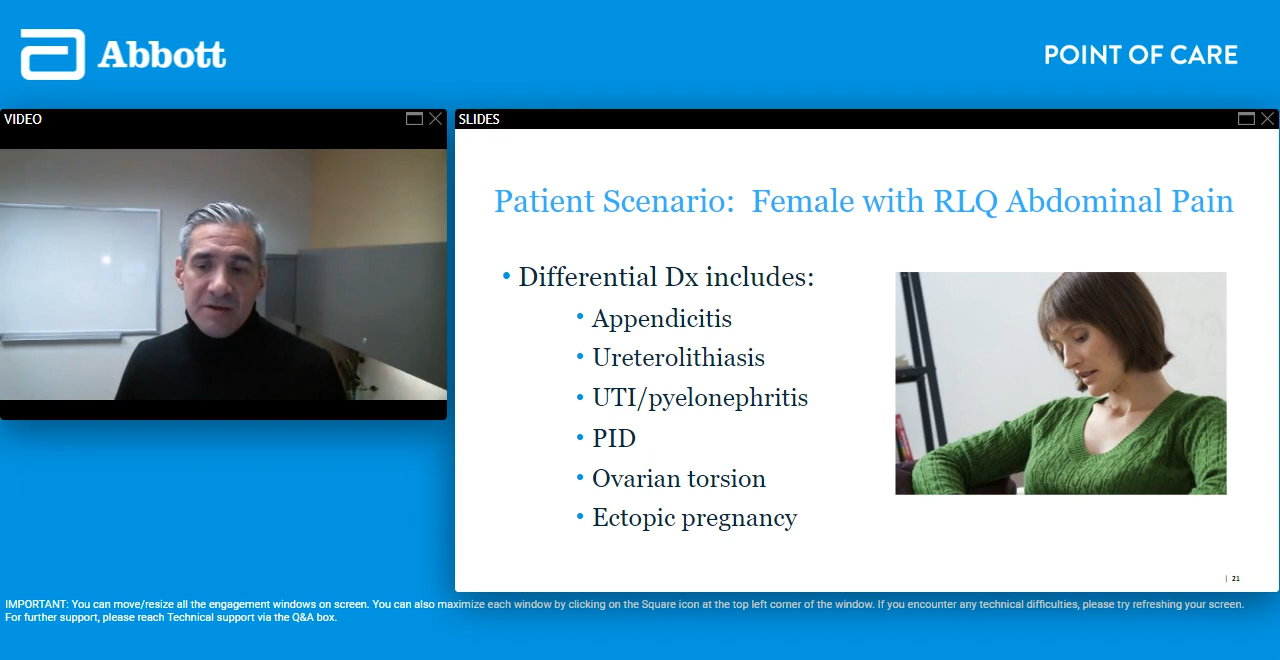 Abbott
POINT OF CARE
VIDEO
SLIDES
Patient Scenario:  Female with RLQ Abdominal Pain
• Differential Dx includes:
• Appendicitis
• Ureterolithiasis
• UTI/pyelonephritis
• PID
• Ovarian torsion
• Ectopic pregnancy
| 21
IMPORTANT: You can move/resize all the engagement windows on screen. You can also maximize each window by clicking on the Square icon at the top left corner of the window. If you encounter any technical difficulties, please try refreshing your screen.
For further support, please reach Technical support via the Q&A box.